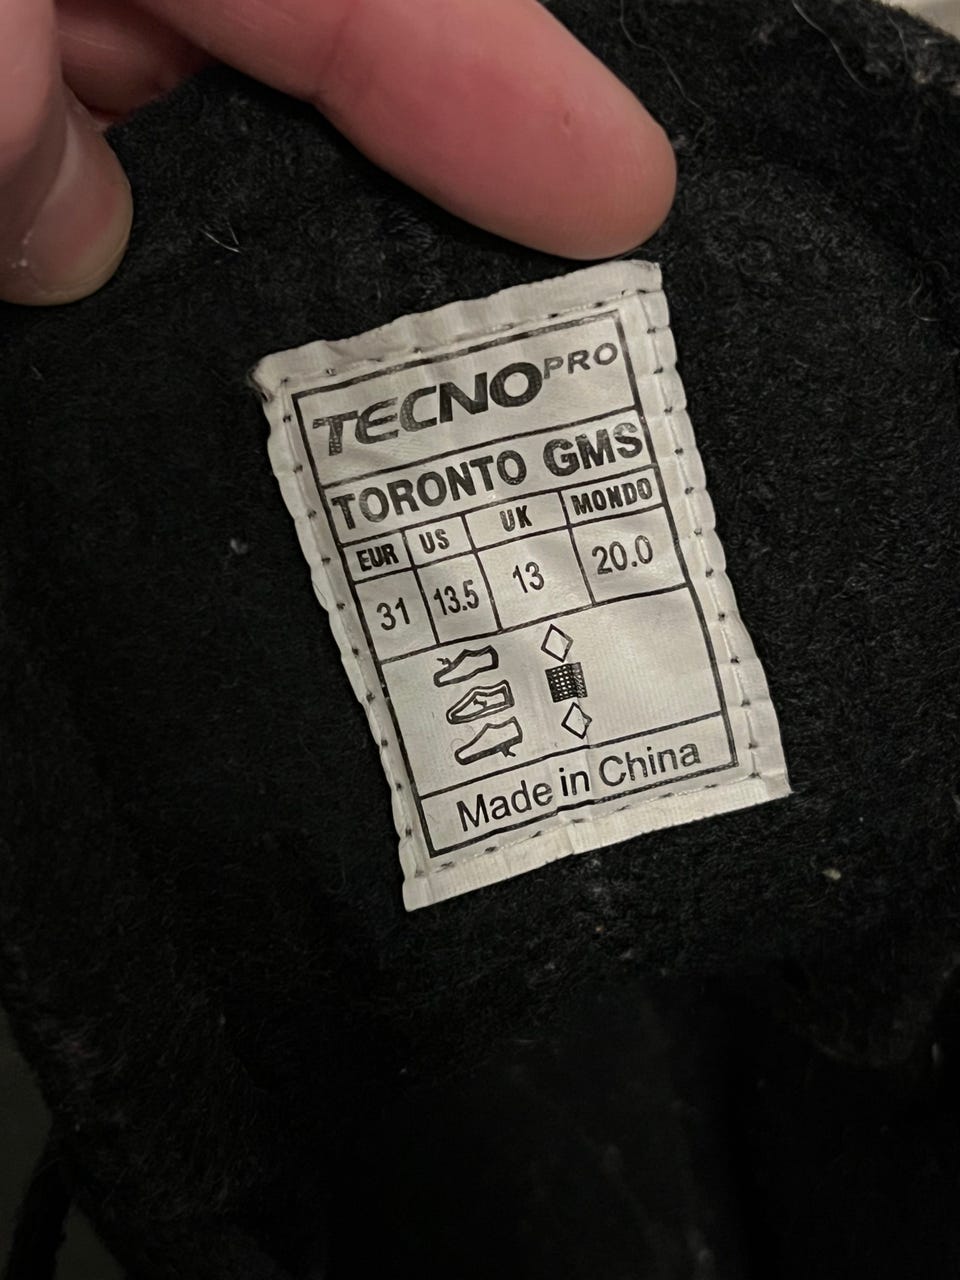 TECNOPRO
TORONTO GMS
EUR US UK MONDO
31 13.5 13 20.0
Made in China